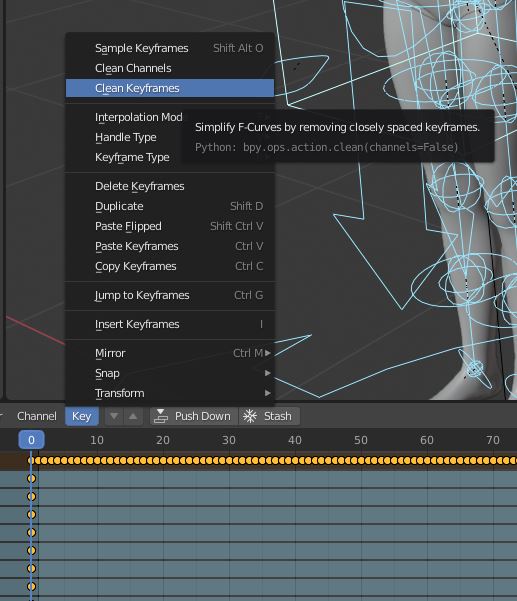 Sample Keyframes Shift Alt O
Clean Channels
Clean Keyframes
Interpolation Mod
Simplify F-Curves by removing closely spaced keyframes.
Handle Type
Python: bpy.ops.action.clean(channels=False)
Keyframe Type
Delete Keyframes
Duplicate Shift D
Paste Flipped Shift Ctrl V
Paste Keyframes Ctrl V
Copy Keyframes Ctrl C
Jump to Keyframes Ctrl G
Insert Keyframes I
Mirror Ctrl M
Snap
Transform
Channel Key Push Down Stash
0 10 20 30 40 50 60 70